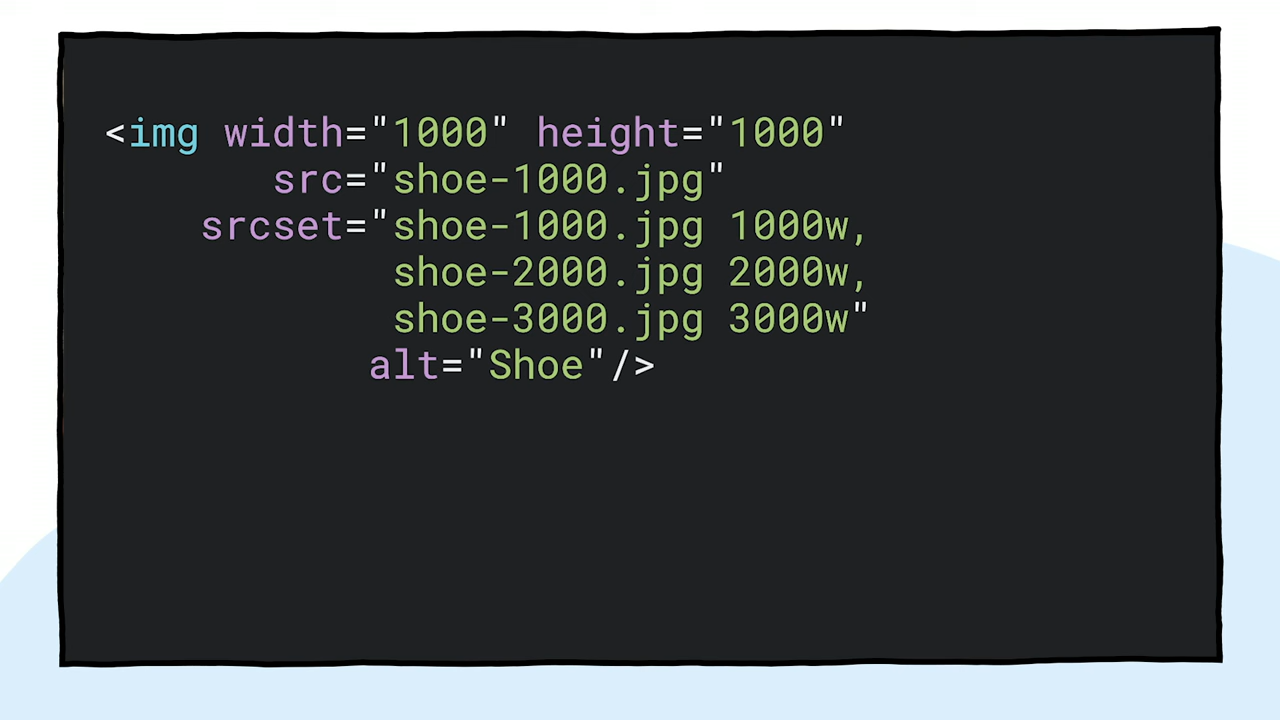 <img width="1000" height="1000"
src="shoe-1000.jpg"
srcset="shoe-1000.jpg 1000w,
shoe-2000.jpg 2000w,
shoe-3000.jpg 3000w"
alt="Shoe"/>